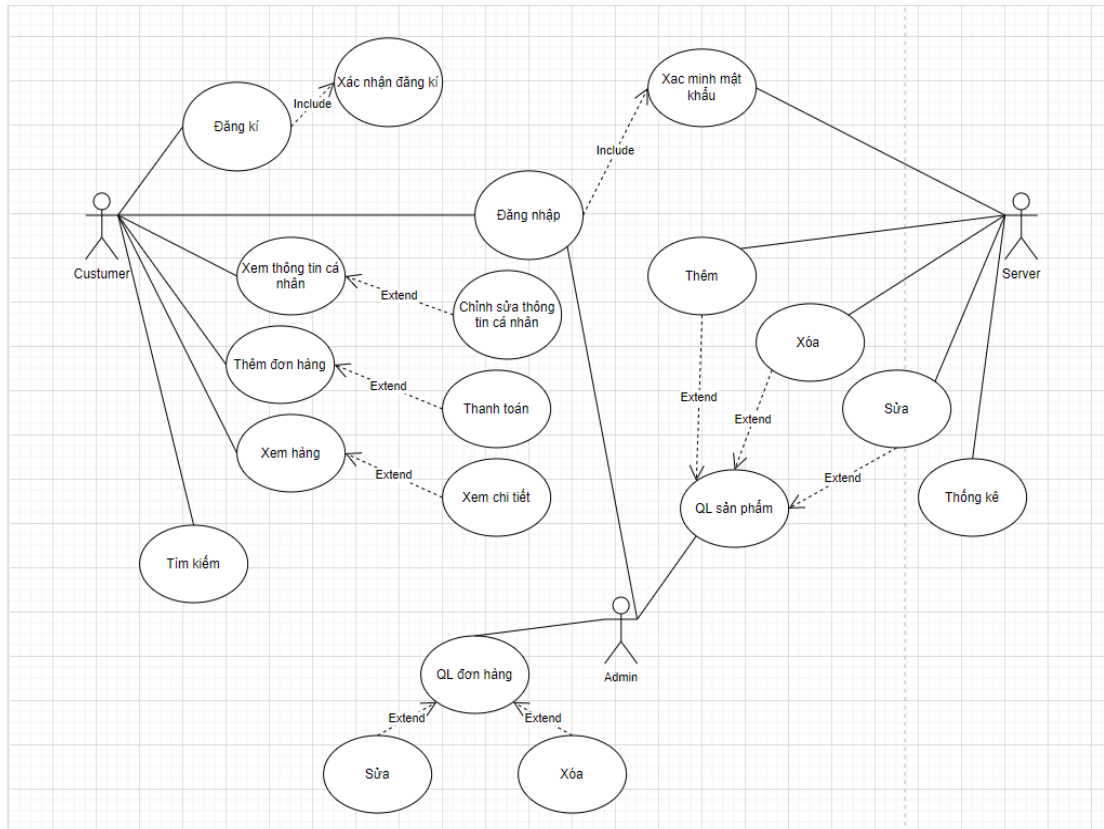 Xác nhận đăng kí
Include
Đăng kí
Xac minh mật
khẩu
Include
Đăng nhập
Custumer
Server
Xem thông tin cá
nhân
Extend
Chỉnh sửa thông
tin cá nhân
Thêm
Xóa
Thêm đơn hàng
Extend
Thanh toán
Extend
Extend
Sửa
Xem hàng
Extend
Xem chi tiết
Extend
QL sản phẩm
Thống kê
Tìm kiếm
Admin
QL đơn hàng
Extend
Extend
Sửa
Xóa